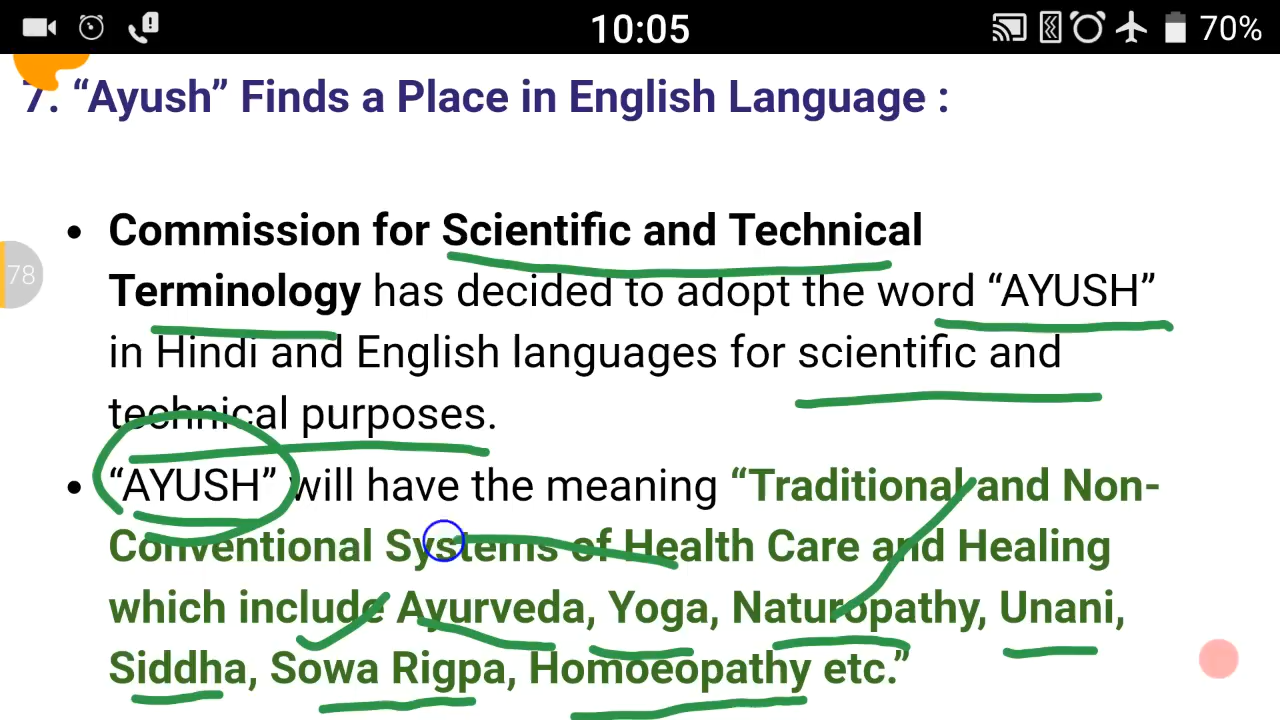 10:05
70%
7. “Ayush” Finds a Place in English Language :
• Commission for Scientific and Technical
78
Terminology has decided to adopt the word “AYUSH”
in Hindi and English languages for scientific and
technical purposes.
• “AYUSH” will have the meaning “Traditional and Non-
Conventional Systems of Health Care and Healing
which include Ayurveda, Yoga, Naturopathy, Unani,
Siddha, Sowa Rigpa, Homoeopathy etc.”